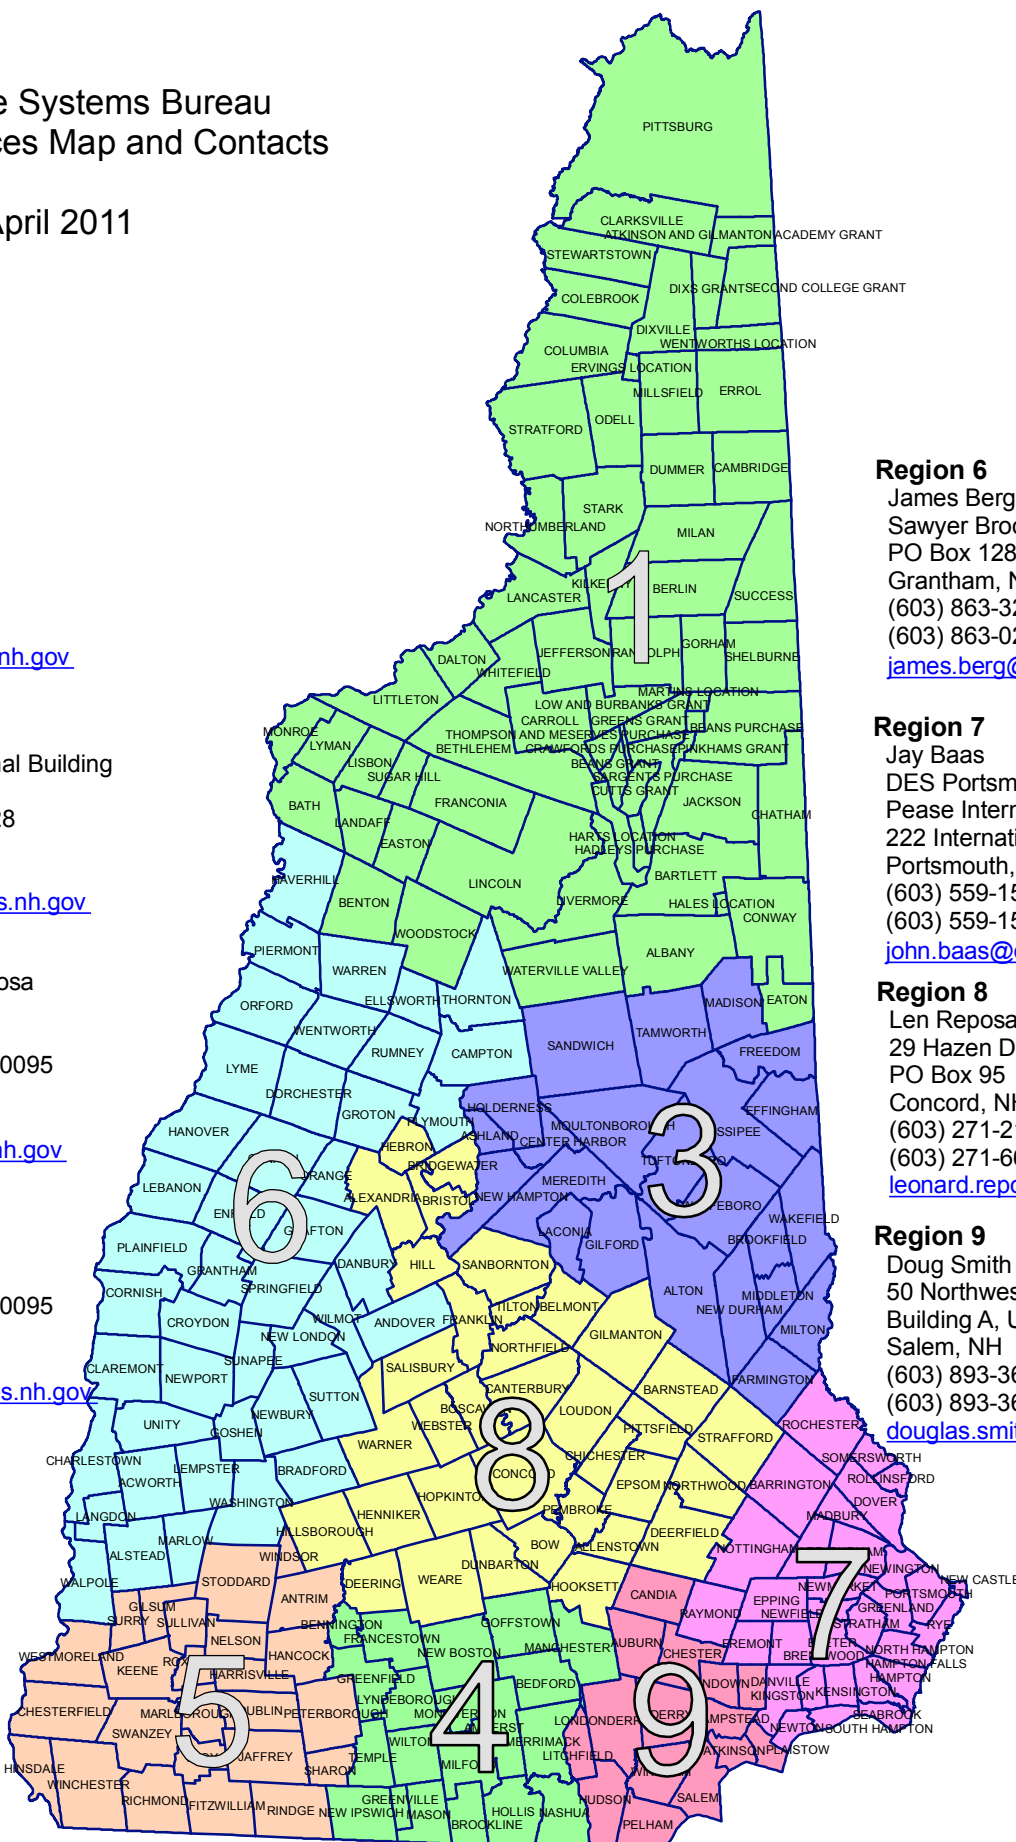 e Systems Bureau
ces Map and Contacts
April 2011
nh.gov
nal Building
28
s.nh.gov
osa
0095
nh.gov
0095
s.nh.gov
PITTSBURG
CLARKSVILLE
ATKINSON AND GILMANTON ACADEMY GRANT
STEWARTSTOWN
DIXS GRANT
SECOND COLLEGE GRANT
COLEBROOK
DIXVILLE
WENTWORTHS LOCATION
COLUMBIA
ERVINGS LOCATION
MILLSFIELD
ERROL
ODELL
STRATFORD
DUMMER
CAMBRIDGE
STARK
NORTHUMBERLAND
MILAN
1
BERLIN
SUCCESS
LANCASTER
GORHAM
JEFFERSON
SHELBURNE
DALTON
WHITEFIELD
MARTINS LOCATION
LITTLETON
LOW AND BURBANKS GRANT
CARROLL
GREENS GRANT
BEANS PURCHASE
MONROE
THOMPSON AND MESERVES PURCHASE
LYMAN
BETHLEHEM
CRAWFORDS PURCHASE
PINKHAMS GRANT
LISBON
BEANS GRANT
SUGAR HILL
SARGENTS PURCHASE
CUTTS GRANT
BATH
FRANCONIA
JACKSON
CHATHAM
LANDAFF
EASTON
HARTS LOCATION
HADLEYS PURCHASE
HAVERHILL
LINCOLN
BARTLETT
BENTON
LIVERMORE
HALES LOCATION
CONWAY
WOODSTOCK
PIERMONT
ALBANY
WARREN
WATERVILLE VALLEY
ORFORD
ELLSWORTH
THORNTON
MADISON
EATON
WENTWORTH
TAMWORTH
RUMNEY
CAMPTON
SANDWICH
FREEDOM
LYME
DORCHESTER
GROTON
PLYMOUTH
HOLDERNESS
EFFINGHAM
HANOVER
ASHLAND
CENTER HARBOR
3
HEBRON
BRIDGEWATER
LEBANON
MEREDITH
ALEXANDRIA
BRISTOL
NEW HAMPTON
6
WAKEFIELD
LACONIA
GILFORD
BROOKFIELD
PLAINFIELD
GRANTHAM
DANBURY
HILL
SANBORNTON
SPRINGFIELD
CORNISH
ALTON
MIDDLETON
NEW DURHAM
CROYDON
WILMOT
ANDOVER
FRANKLIN
TILTON
BELMONT
MILTON
NEW LONDON
GILMANTON
NORTHFIELD
CLAREMONT
SUNAPEE
SALISBURY
NEWPORT
FARMINGTON
SUTTON
CANTERBURY
BARNSTEAD
NEWBURY
LOUDON
UNITY
GOSHEN
WEBSTER
PITTSFIELD
ROCHESTER
WARNER
STRAFFORD
8
CHARLESTOWN
LEMPSTER
BRADFORD
CHICHESTER
SOMERSWORTH
ACWORTH
EPSOM
NORTHWOOD
BARRINGTON
ROLLINSFORD
WASHINGTON
DOVER
LANGDON
HENNIKER
PEMBROKE
MADBURY
HILLSBOROUGH
DEERFIELD
MARLOW
BOW
ALLENSTOWN
NOTTINGHAM
ALSTEAD
WINDSOR
DUNBARTON
WALPOLE
STODDARD
DEERING
WEARE
HOOKSETT
CANDIA
NEWINGTON
NEW CASTLE
ANTRIM
PORTSMOUTH
GILSUM
EPPING
GREENLAND
SURRY
SULLIVAN
BENNINGTON
GOFFSTOWN
RAYMOND
STRATHAM
RYE
7
FRANCESTOWN
NELSON
NEW BOSTON
MANCHESTER
AUBURN
CHESTER
FREMONT
NORTH HAMPTON
WESTMORELAND
HANCOCK
HAMPTON FALLS
KEENE
HARRISVILLE
GREENFIELD
BEDFORD
DANVILLE
HAMPTON
KINGSTON
KENSINGTON
CHESTERFIELD
5
PETERBOROUGH
4
9
SEABROOK
SOUTH HAMPTON
SWANZEY
WILTON
MERRIMACK
NEWTON
ATKINSON
PLAISTOW
JAFFREY
TEMPLE
LITCHFIELD
HINSDALE
SHARON
WINCHESTER
RICHMOND
FITZWILLIAM
RINDGE
GREENVILLE
NEW IPSWICH
MASON
HOLLIS
NASHUA
HUDSON
SALEM
BROOKLINE
PELHAM
Region 6
James Berg
Sawyer Broo
PO Box 128
Grantham, N
(603) 863-32
(603) 863-02
james.berg@
Region 7
Jay Baas
DES Portsm
Pease Intern
222 Internati
Portsmouth,
(603) 559-15
(603) 559-15
john.baas@
Region 8
Len Reposa
29 Hazen D
PO Box 95
Concord, NH
(603) 271-2
(603) 271-66
leonard.repo
Region 9
Doug Smith
50 Northwes
Building A, U
Salem, NH
(603) 893-36
(603) 893-36
douglas.smit